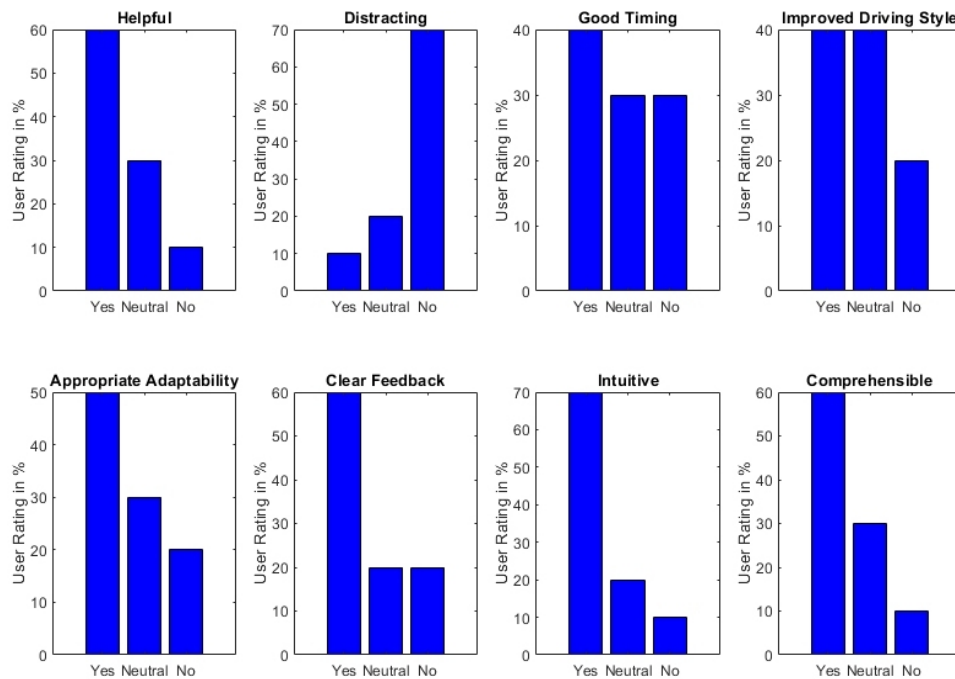 Helpful
User Rating in %
60
50
40
30
20
10
0
Yes Neutral No
Distracting
User Rating in %
70
60
50
40
30
20
10
0
Yes Neutral No
Good Timing
User Rating in %
40
30
20
10
0
Yes Neutral No
Improved Driving Style
User Rating in %
40
30
20
10
0
Yes Neutral No
Appropriate Adaptability
User Rating in %
50
40
30
20
10
0
Yes Neutral No
Clear Feedback
User Rating in %
60
50
40
30
20
10
0
Yes Neutral No
Intuitive
User Rating in %
70
60
50
40
30
20
10
0
Yes Neutral No
Comprehensible
User Rating in %
60
50
40
30
20
10
0
Yes Neutral No